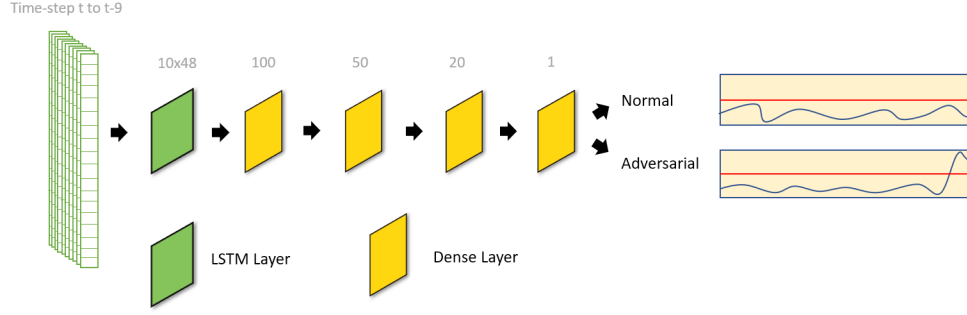 Time-step t to t-9
10x48
100
50
20
1
Normal
Adversarial
LSTM Layer
Dense Layer